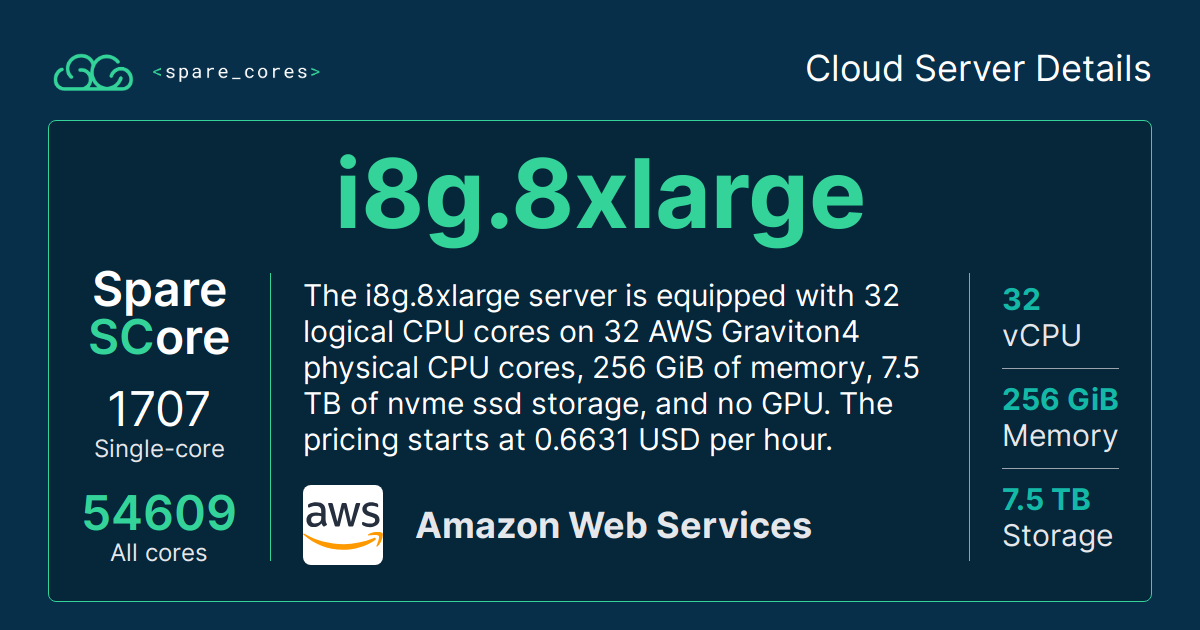 <spare_cores>
Cloud Server Details
i8g.8xlarge
Spare
SCore
1707
Single-core
54609
All cores
The i8g.8xlarge server is equipped with 32
logical CPU cores on 32 AWS Graviton4
physical CPU cores, 256 GiB of memory, 7.5
TB of nvme ssd storage, and no GPU. The
pricing starts at 0.6631 USD per hour.
aws
Amazon Web Services
32
vCPU
256 GiB
Memory
7.5 TB
Storage